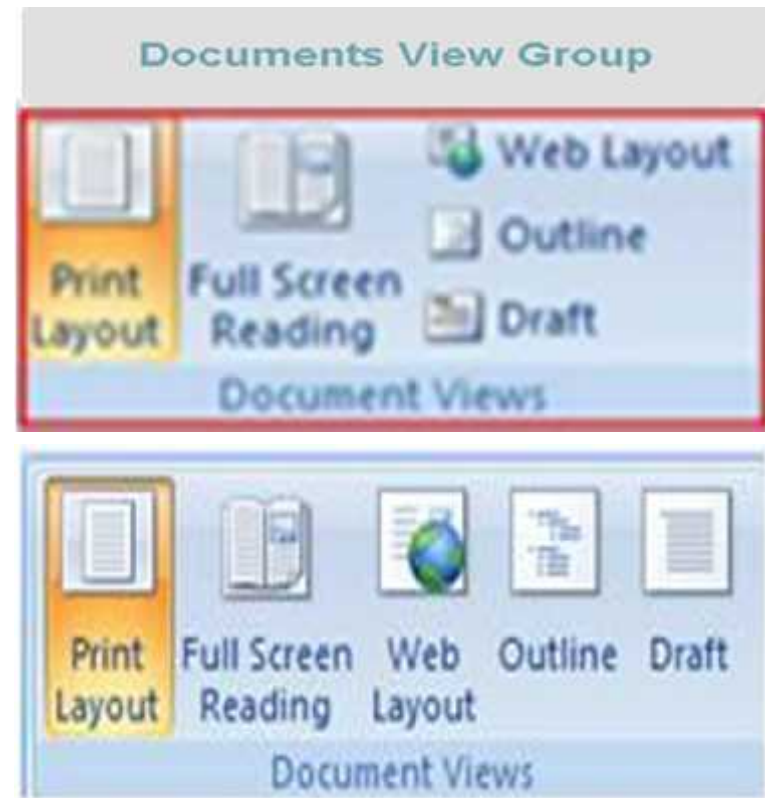 Documents View Group
Print Layout
Full Screen Reading
Web Layout
Outline
Draft
Document Views
Print Layout
Full Screen Reading
Web Layout
Outline
Draft
Document Views